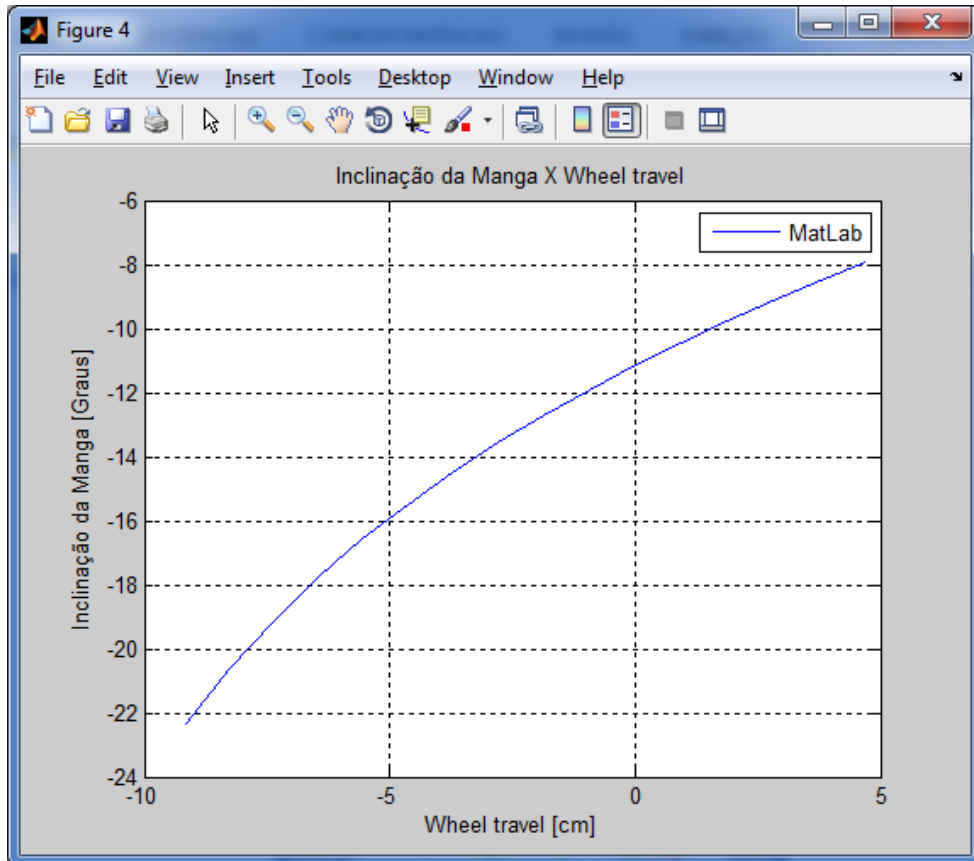 Figure 4
File Edit View Insert Tools Desktop Window Help
Inclinação da Manga X Wheel travel
MatLab
-6
-8
-10
-12
-14
-16
-18
-20
-22
-24
Inclinação da Manga [Graus]
-10 -5 0 5
Wheel travel [cm]